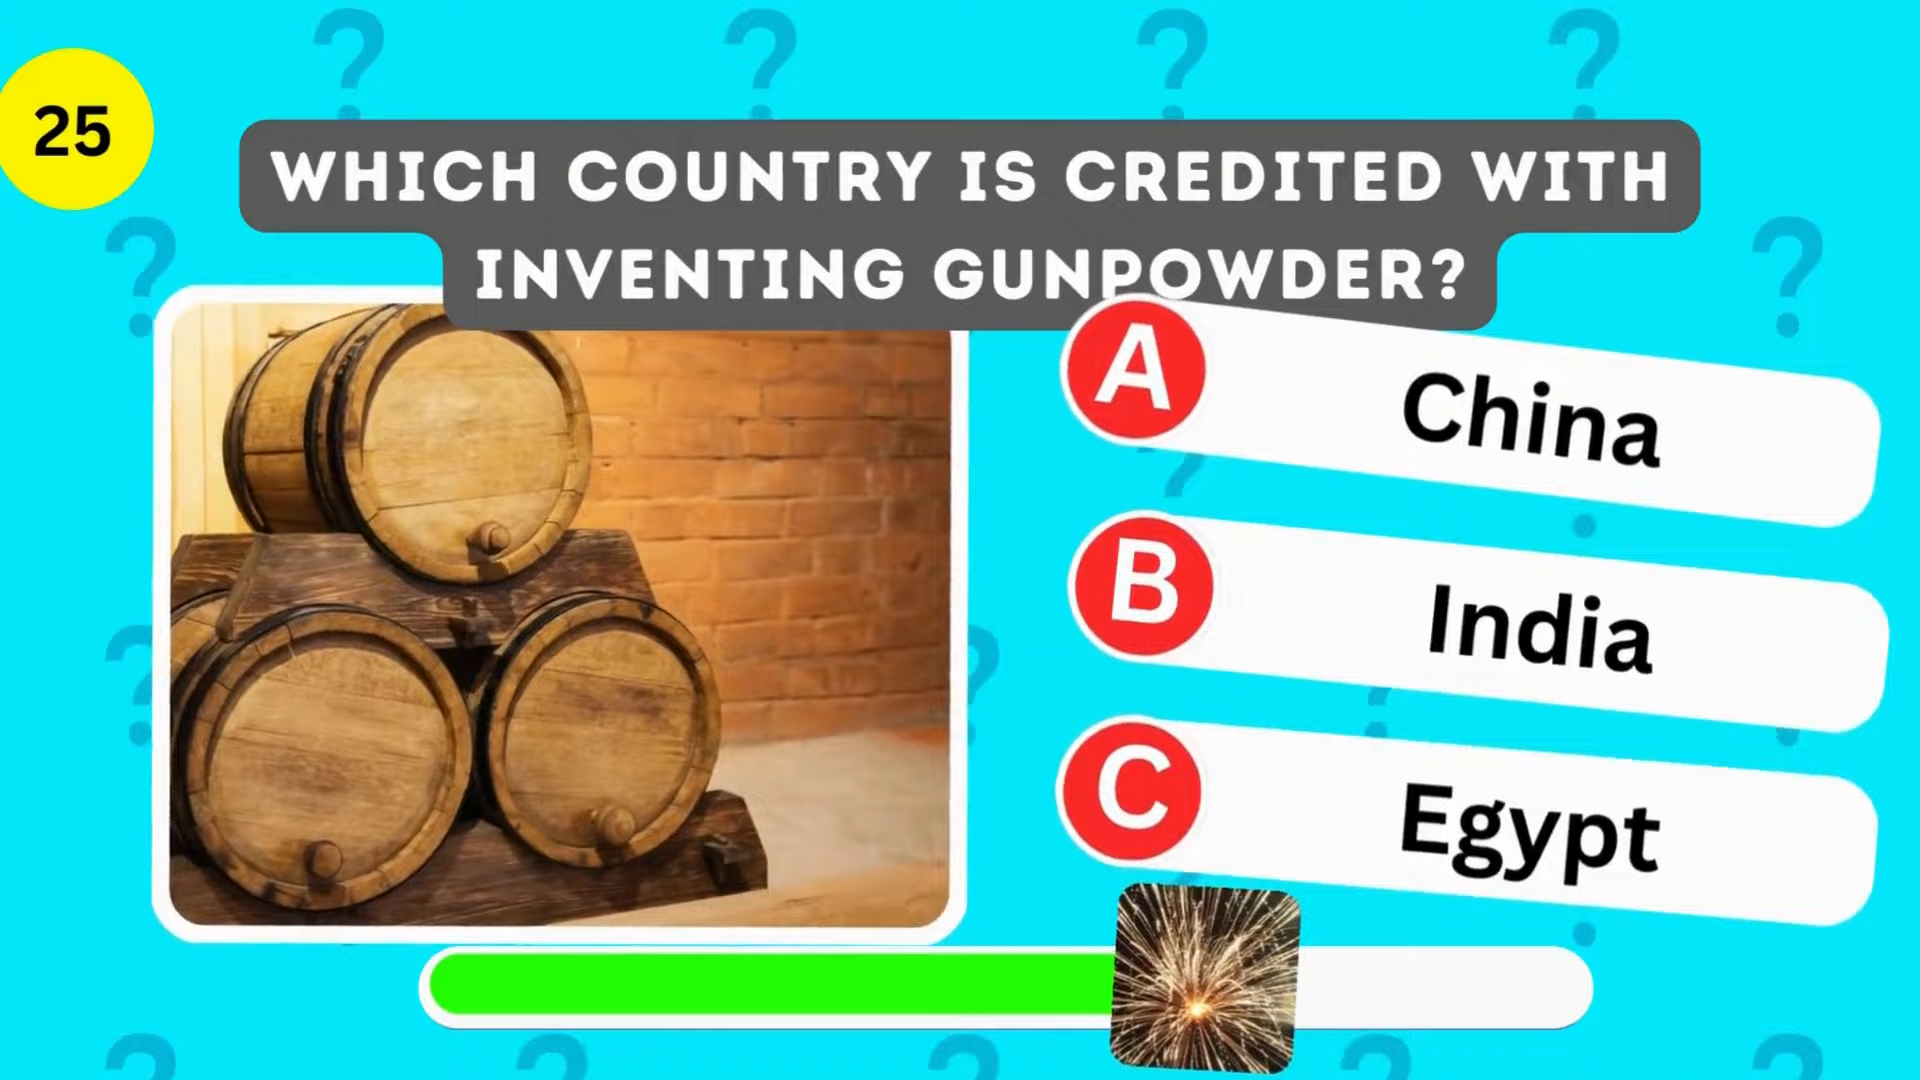 25
WHICH COUNTRY IS CREDITED WITH
INVENTING GUNPOWDER?
A China
B India
C Egypt